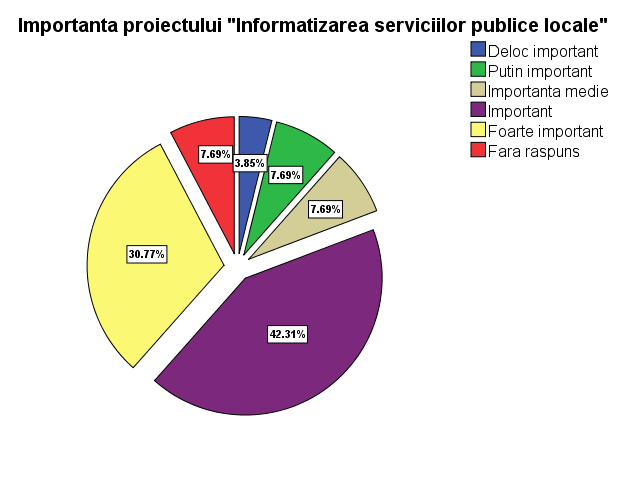 Importanta proiectului "Informatizarea serviciilor publice locale"
Deloc important
Putin important
Importanta medie
Important
Foarte important
Fara raspuns
7.69%
3.85%
7.69%
7.69%
30.77%
42.31%